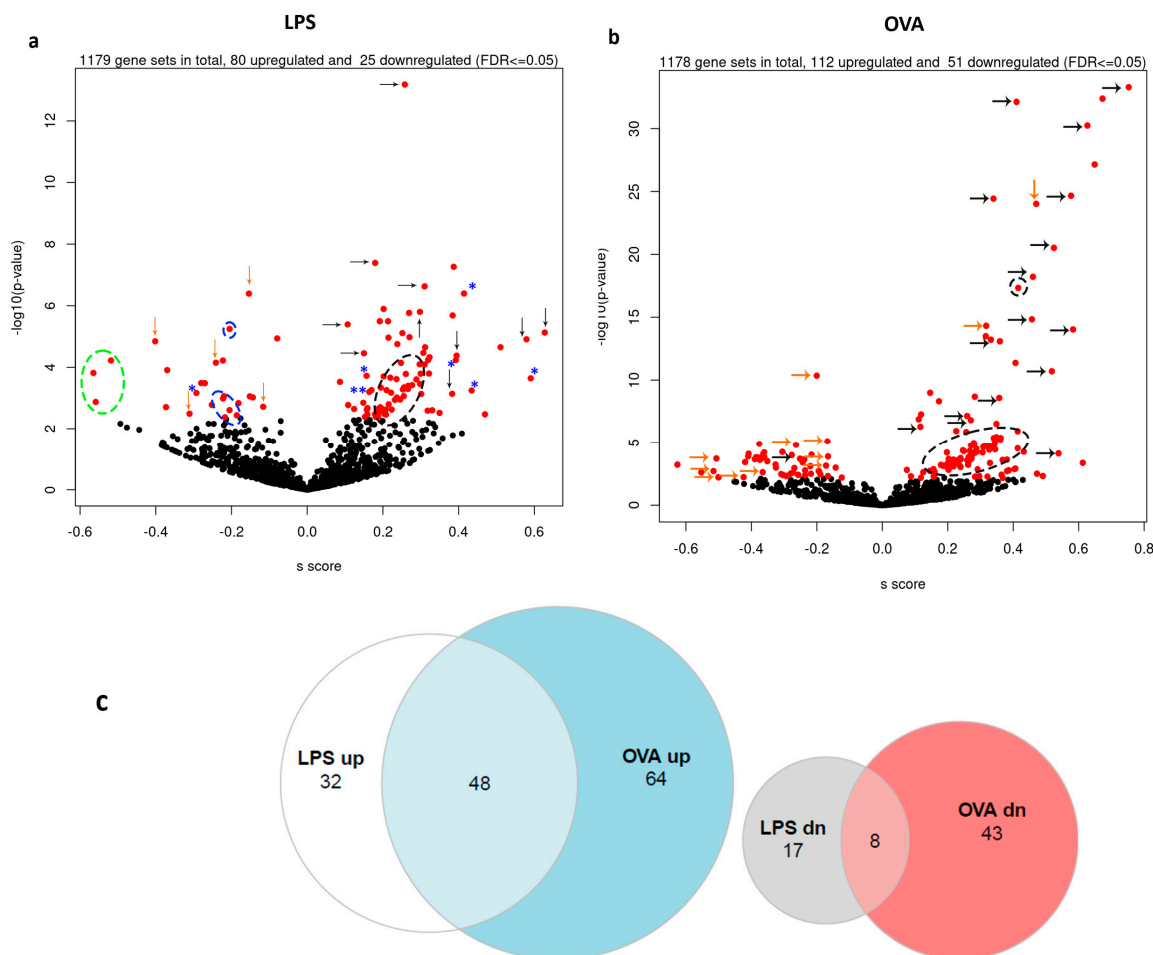 LPS
a
1179 gene sets in total, 80 upregulated and 25 downregulated (FDR<=0.05)
-log10(p-value)
12
10
8
6
4
2
0
-0.6 -0.4 -0.2 0.0 0.2 0.4 0.6
s score
* * * * * * * *
OVA
b
1178 gene sets in total, 112 upregulated and 51 downregulated (FDR<=0.05)
-log10(p-value)
30
25
20
15
10
5
0
-0.6 -0.4 -0.2 0.0 0.2 0.4 0.6 0.8
s score
c
LPS up
32
48
OVA up
64
LPS dn
17
8
OVA dn
43